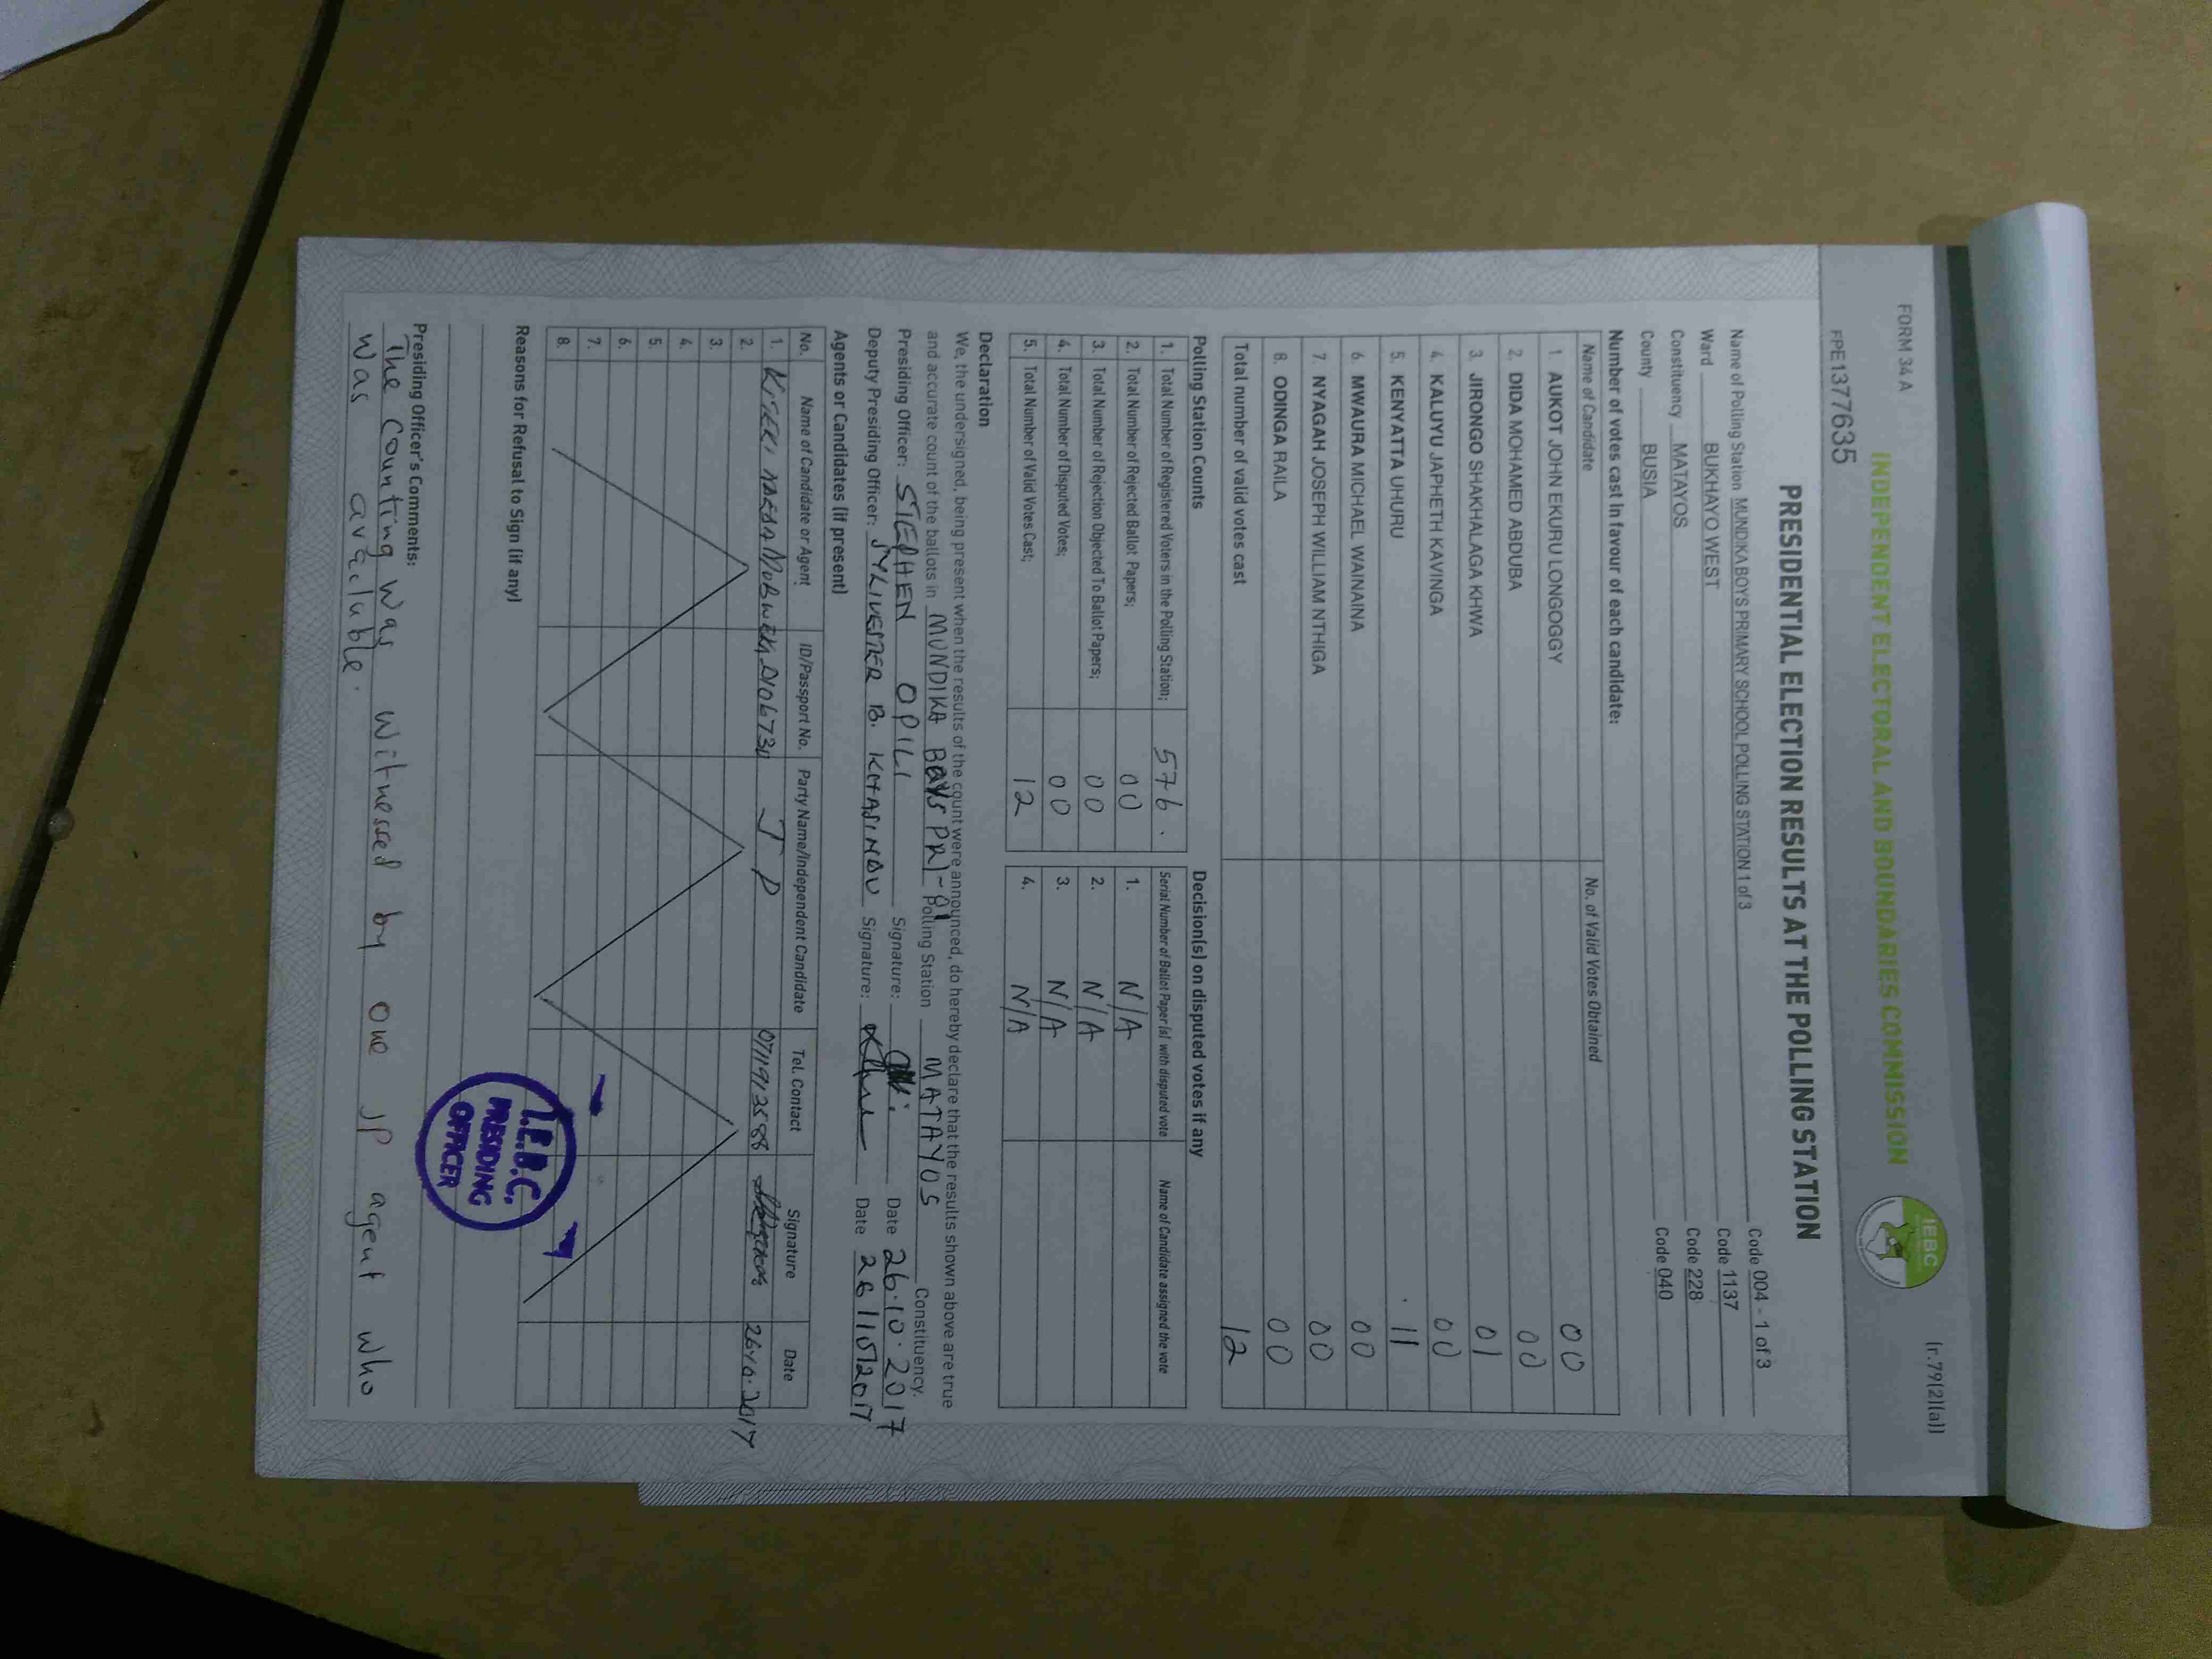 FORM 34 A
(r.79(2)(a))
INDEPENDENT ELECTORAL AND BOUNDARIES COMMISSION
IEBC
FPE1377635
PRESIDENTIAL ELECTION RESULTS AT THE POLLING STATION
Name of Polling Station MUNDIKA BOYS PRIMARY SCHOOL POLLING STATION 1 of 3 Code 004 - 1 of 3
Ward BUKHAYO WEST Code 1137
Constituency MATAYOS Code 228
County BUSIA Code 040
Number of votes cast in favour of each candidate:
Name of Candidate No. of Valid Votes Obtained
1. AUKOT JOHN EKURU LONGOGGY 00
2. DIDA MOHAMED ABDUBA 00
3. JIRONGO SHAKHALAGA KHWA 01
4. KALUYU JAPHETH KAVINGA 00
5. KENYATTA UHURU 11
6. MWAURA MICHAEL WAINAINA 00
7. NYAGAH JOSEPH WILLIAM NTHIGA 00
8. ODINGA RAILA 00
Total number of valid votes cast 12
Polling Station Counts Decision(s) on disputed votes if any
1. Total Number of Registered Voters in the Polling Station; 576. Serial Number of Ballot Paper (s) with disputed vote Name of Candidate assigned the vote
2. Total Number of Rejected Ballot Papers; 00 1. N/A
3. Total Number of Rejection Objected To Ballot Papers; 00 2. N/A
4. Total Number of Disputed Votes; 00 3. N/A
5. Total Number of Valid Votes Cast; 12 4. N/A
Declaration
We, the undersigned, being present when the results of the count were announced, do hereby declare that the results shown above are true
and accurate count of the ballots in MUNDIKA BOYS PRI- Polling Station MATAYOS Constituency.
Presiding Officer: STEPHEN OPILI Signature: Date 26.10.2017
Deputy Presiding Officer: SYLIVESTER B. Signature: Date 26/10/2017
Agents or Candidates (if present)
No. Name of Candidate or Agent ID/Passport No. Party Name/Independent Candidate Tel. Contact Signature Date
1. JP 0711913588
2.
3.
4.
5.
6.
7.
8.
Reasons for Refusal to Sign (if any)
I.E.B.C.
PRESIDING
OFFICER
Presiding Officer's Comments:
The counting was witnessed by one JP agent who
was available.